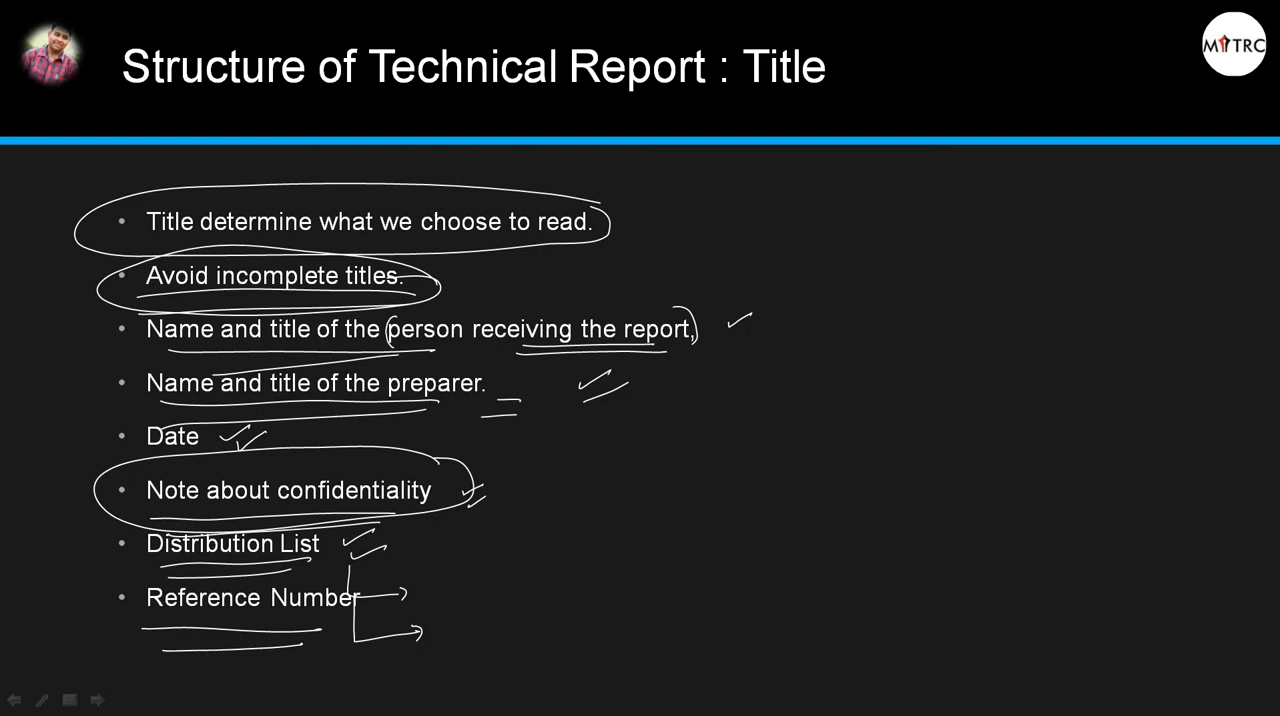 Structure of Technical Report : Title
MITRC
• Title determine what we choose to read.
• Avoid incomplete titles.
• Name and title of the (person receiving the report,)
• Name and title of the preparer.
• Date
• Note about confidentiality
• Distribution List
• Reference Number